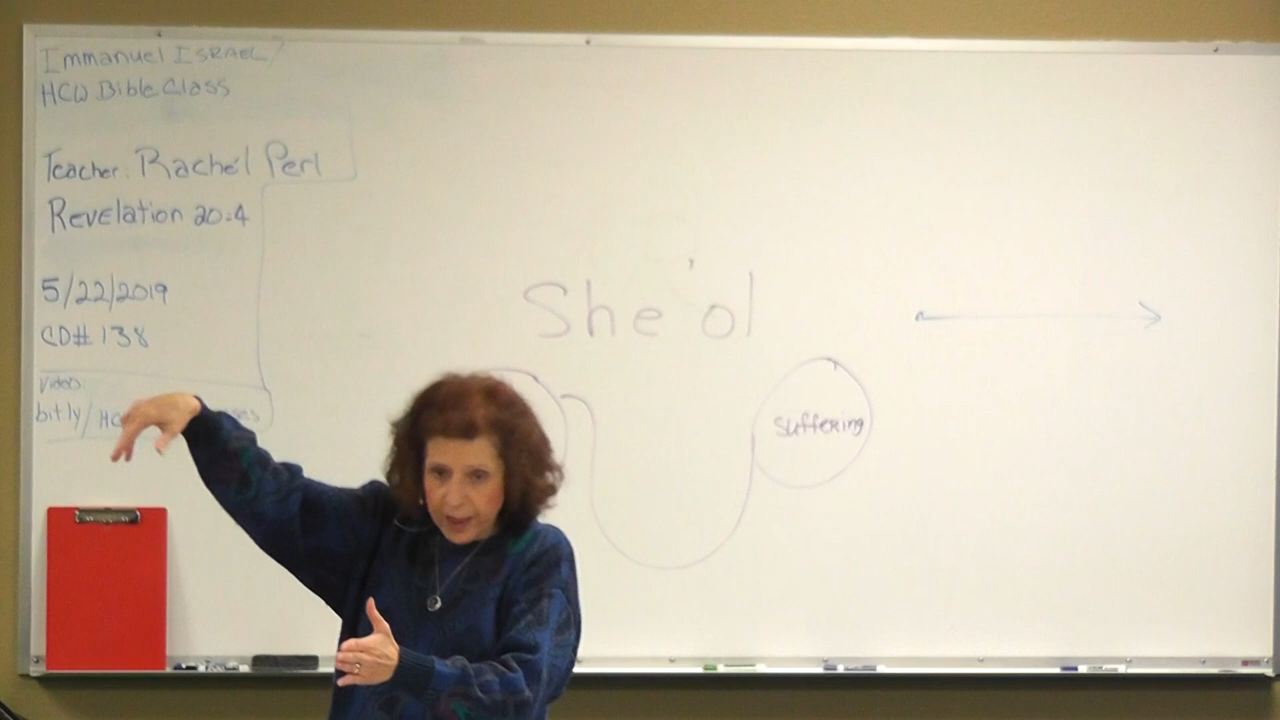 Immanuel ISRAEL
HCW Bible Class
Teacher: Rachel Perl
Revelation 20:4
5/22/2019
CD# 138
Video
bit.ly/HC
She'ol
Suffering